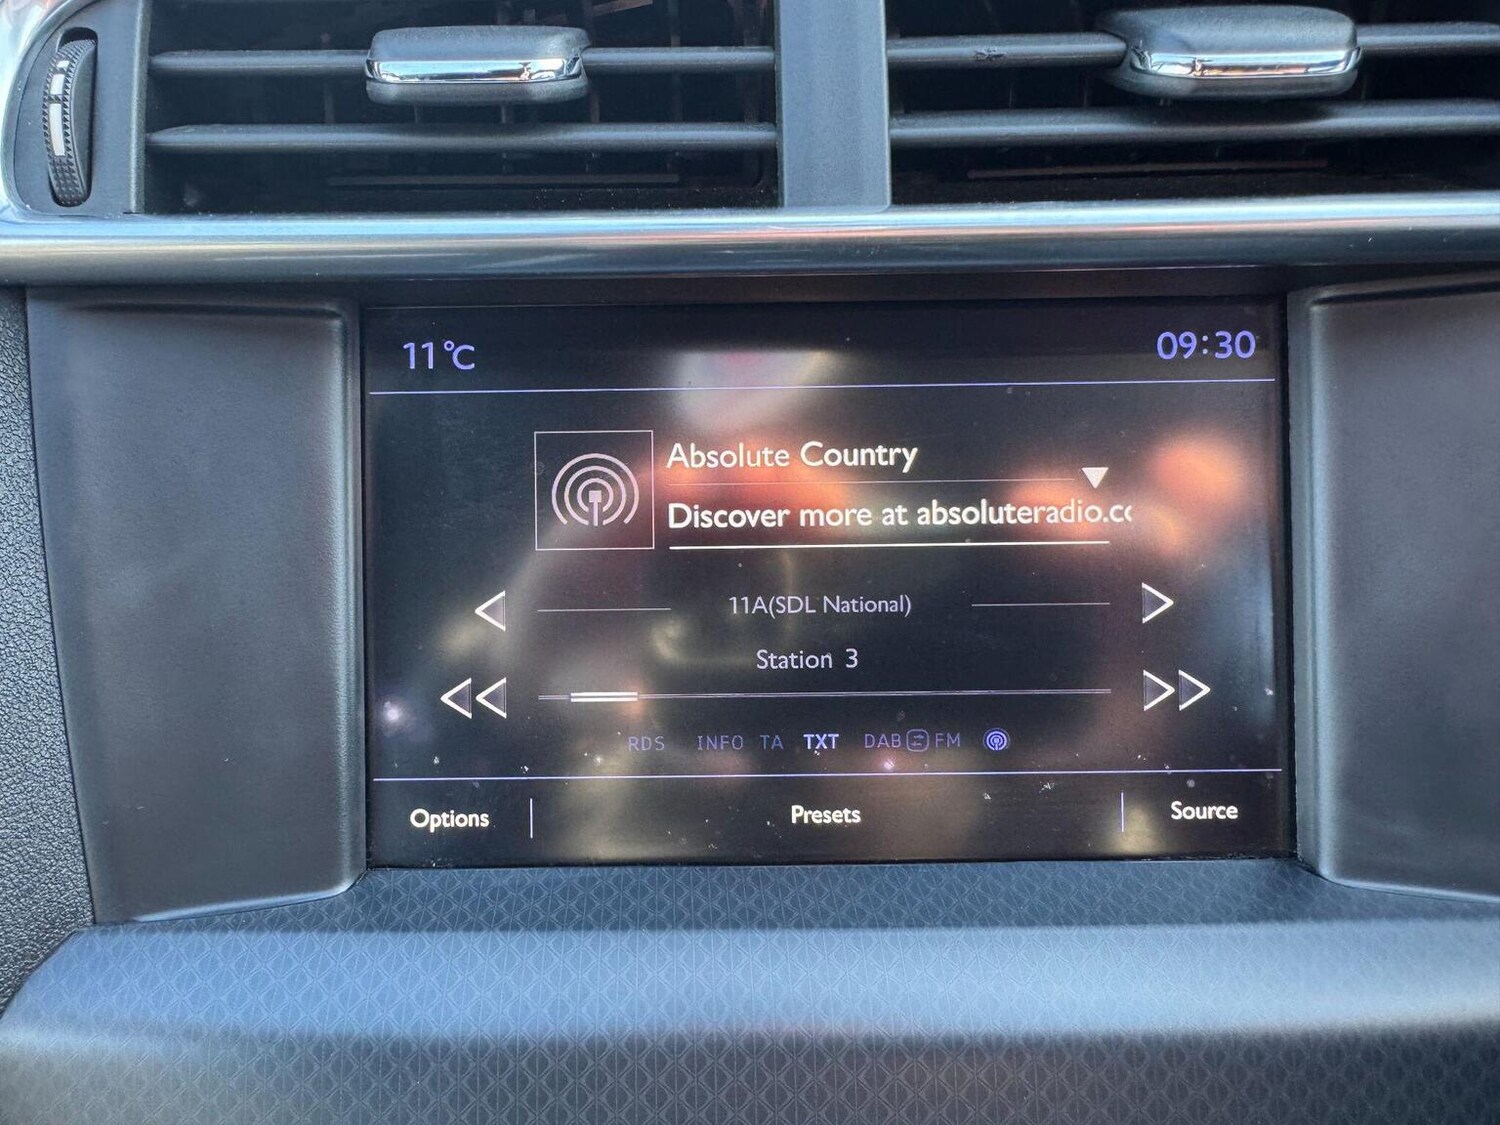 11°C
09:30
Absolute Country
Discover more at absoluteradio.cc
11A(SDL National)
Station 3
RDS INFO TA TXT DAB FM
Options Presets Source